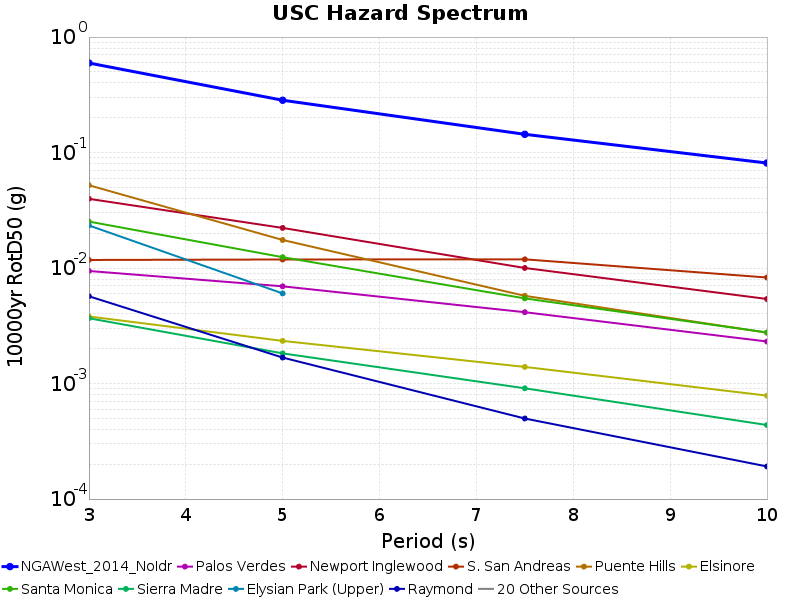 USC Hazard Spectrum
10000yr RotD50 (g)
10^0
10^-1
10^-2
10^-3
10^-4
3 4 5 6 7 8 9 10
Period (s)
NGAWest_2014_NoIdr Palos Verdes Newport Inglewood S. San Andreas Puente Hills Elsinore
Santa Monica Sierra Madre Elysian Park (Upper) Raymond 20 Other Sources